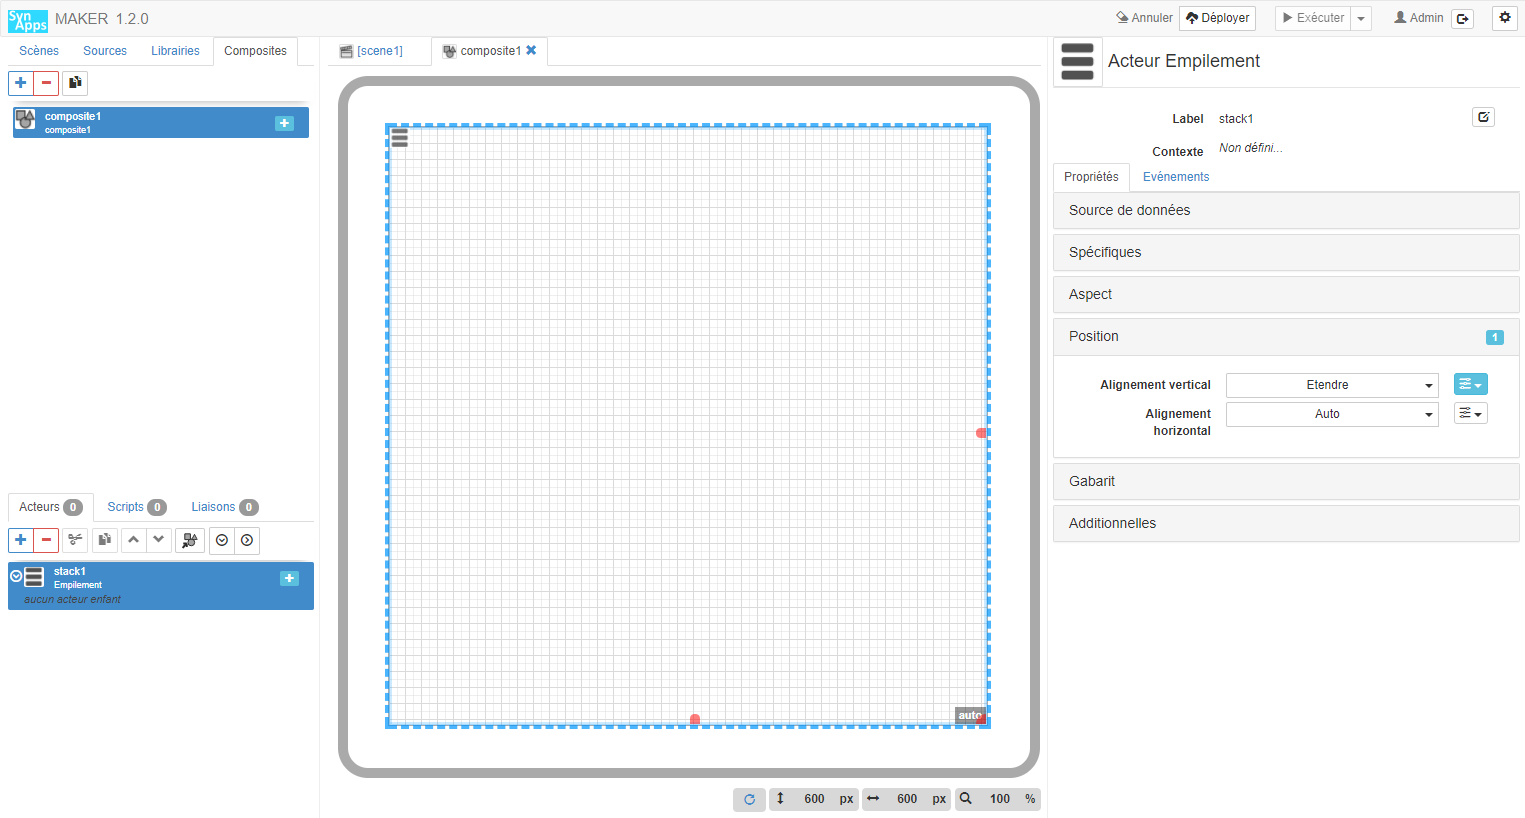 Syn Apps MAKER 1.2.0
Annuler Déployer Exécuter Admin
Scènes Sources Librairies Composites
[scene1] composite1
Acteur Empilement
composite1
composite1
Label stack1
Contexte Non défini...
Propriétés Evénements
Source de données
Spécifiques
Aspect
Position 1
Alignement vertical Etendre
Alignement horizontal Auto
Gabarit
Additionnelles
Acteurs 0 Scripts 0 Liaisons 0
stack1
Empilement
aucun acteur enfant
auto
600 px 600 px 100 %